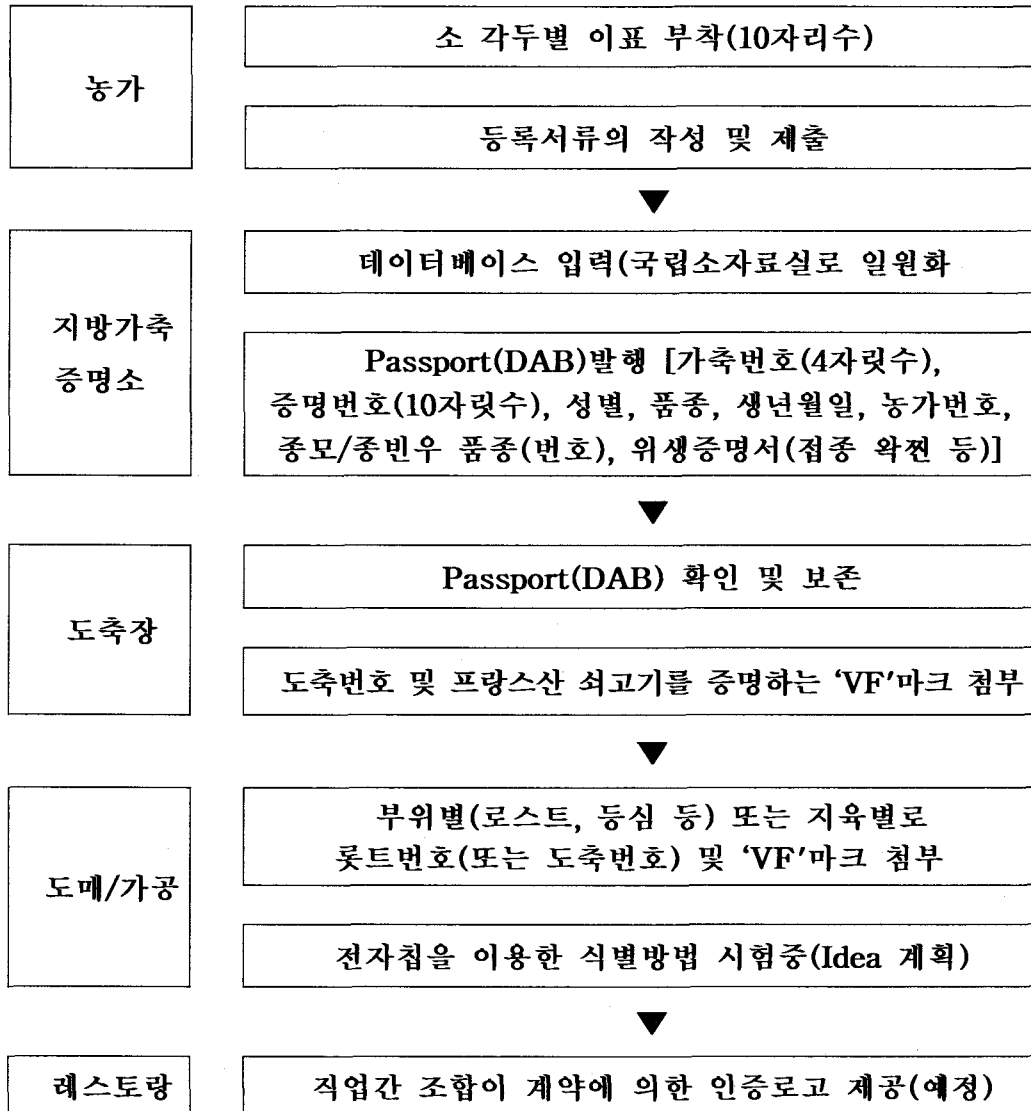 농가
소 각두별 이표 부착(10자리수)
등록서류의 작성 및 제출
지방가축
증명소
데이터베이스 입력(국립소자료실로 일원화
Passport(DAB)발행 [가축번호(4자릿수),
증명번호(10자릿수), 성별, 품종, 생년월일, 농가번호,
종모/종빈우 품종(번호), 위생증명서(접종 왁찐 등)]
도축장
Passport(DAB) 확인 및 보존
도축번호 및 프랑스산 쇠고기를 증명하는 ‘VF’마크 첨부
도매/가공
부위별(로스트, 등심 등) 또는 지육별로
롯트번호(또는 도축번호) 및 ‘VF’마크 첨부
전자칩을 이용한 식별방법 시험중(Idea 계획)
레스토랑
직업간 조합이 계약에 의한 인증로고 제공(예정)